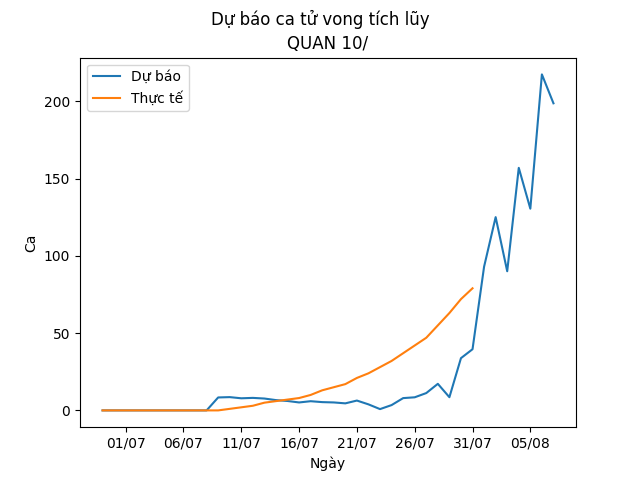 Dự báo ca tử vong tích lũy
QUAN 10/
Dự báo
Thực tế
200
150
100
50
0
Ca
01/07 06/07 11/07 16/07 21/07 26/07 31/07 05/08
Ngày